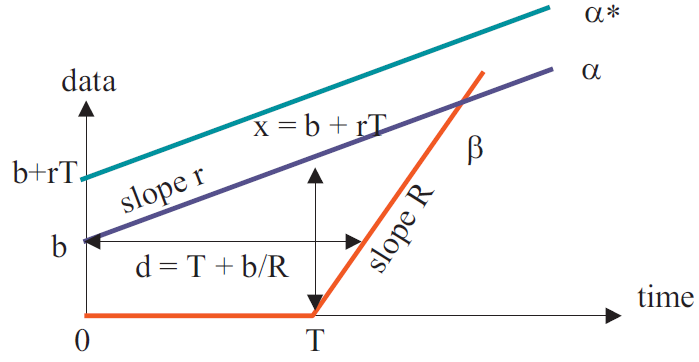 α*
data
α
x = b + rT
β
b+rT
slope r
slope R
b
d = T + b/R
time
0
T